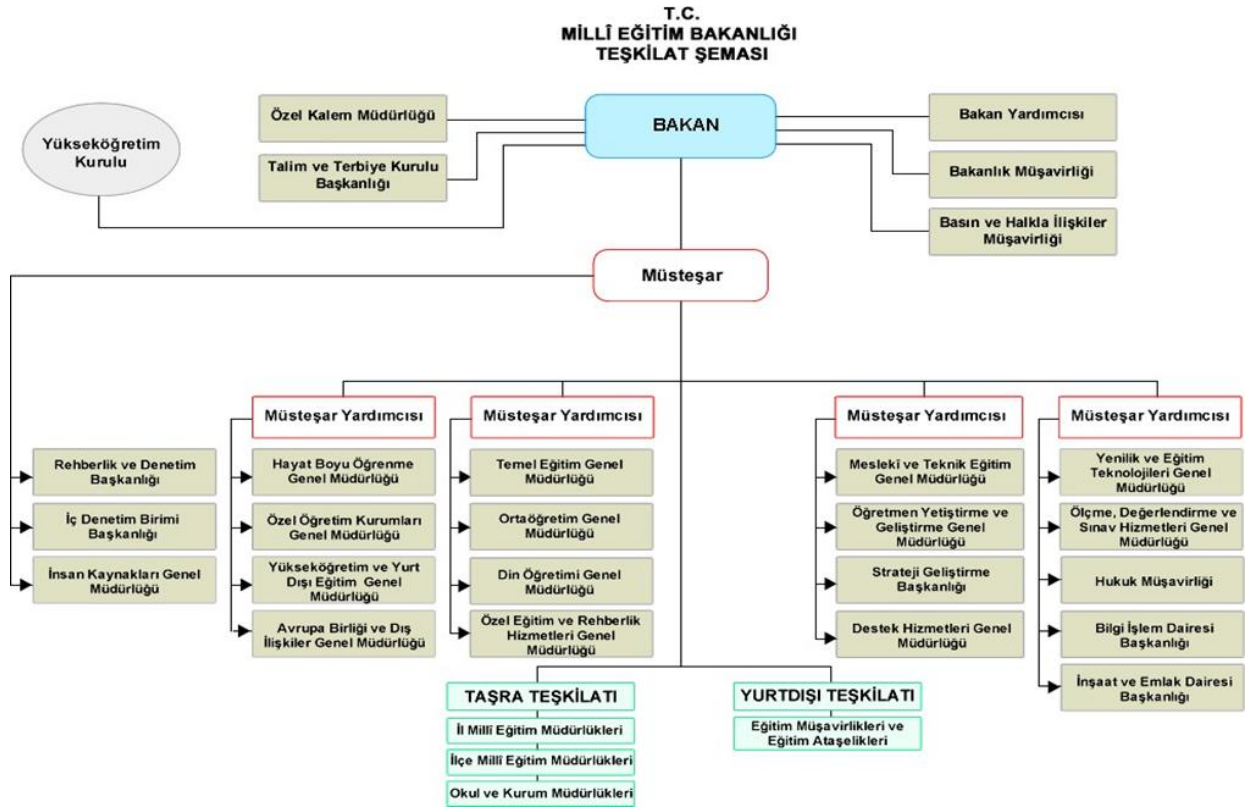 T.C.
MİLLÎ EĞİTİM BAKANLIĞI
TEŞKİLAT ŞEMASI
Yükseköğretim
Kurulu
Özel Kalem Müdürlüğü
Talim ve Terbiye Kurulu
Başkanlığı
BAKAN
Bakan Yardımcısı
Bakanlık Müşavirliği
Basın ve Halkla İlişkiler
Müşavirliği
Müsteşar
Rehberlik ve Denetim
Başkanlığı
İç Denetim Birimi
Başkanlığı
İnsan Kaynakları Genel
Müdürlüğü
Müsteşar Yardımcısı
Hayat Boyu Öğrenme
Genel Müdürlüğü
Özel Öğretim Kurumları
Genel Müdürlüğü
Yükseköğretim ve Yurt
Dışı Eğitim Genel
Müdürlüğü
Avrupa Birliği ve Dış
İlişkiler Genel Müdürlüğü
Müsteşar Yardımcısı
Temel Eğitim Genel
Müdürlüğü
Ortaöğretim Genel
Müdürlüğü
Din Öğretimi Genel
Müdürlüğü
Özel Eğitim ve Rehberlik
Hizmetleri Genel
Müdürlüğü
Müsteşar Yardımcısı
Meslekî ve Teknik Eğitim
Genel Müdürlüğü
Öğretmen Yetiştirme ve
Geliştirme Genel
Müdürlüğü
Strateji Geliştirme
Başkanlığı
Destek Hizmetleri Genel
Müdürlüğü
Müsteşar Yardımcısı
Yenilik ve Eğitim
Teknolojileri Genel
Müdürlüğü
Ölçme, Değerlendirme ve
Sınav Hizmetleri Genel
Müdürlüğü
Hukuk Müşavirliği
Bilgi İşlem Dairesi
Başkanlığı
İnşaat ve Emlak Dairesi
Başkanlığı
TAŞRA TEŞKİLATI
İl Millî Eğitim Müdürlükleri
İlçe Millî Eğitim Müdürlükleri
Okul ve Kurum Müdürlükleri
YURTDIŞI TEŞKİLATI
Eğitim Müşavirlikleri ve
Eğitim Ataşelikleri